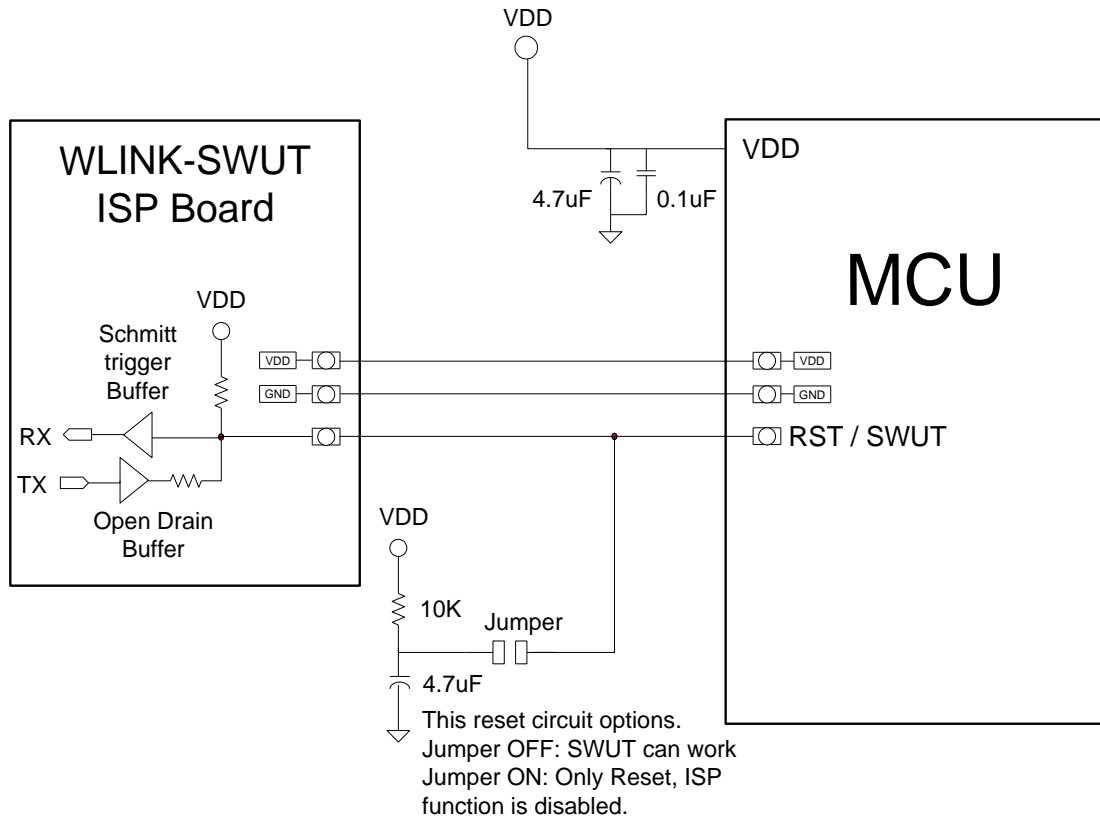 VDD
WLINK-SWUT
ISP Board
VDD
4.7uF
0.1uF
MCU
VDD
Schmitt
trigger
Buffer
VDD
VDD
GND
GND
RX
RST / SWUT
TX
Open Drain
Buffer
VDD
10K
Jumper
4.7uF
This reset circuit options.
Jumper OFF: SWUT can work
Jumper ON: Only Reset, ISP
function is disabled.